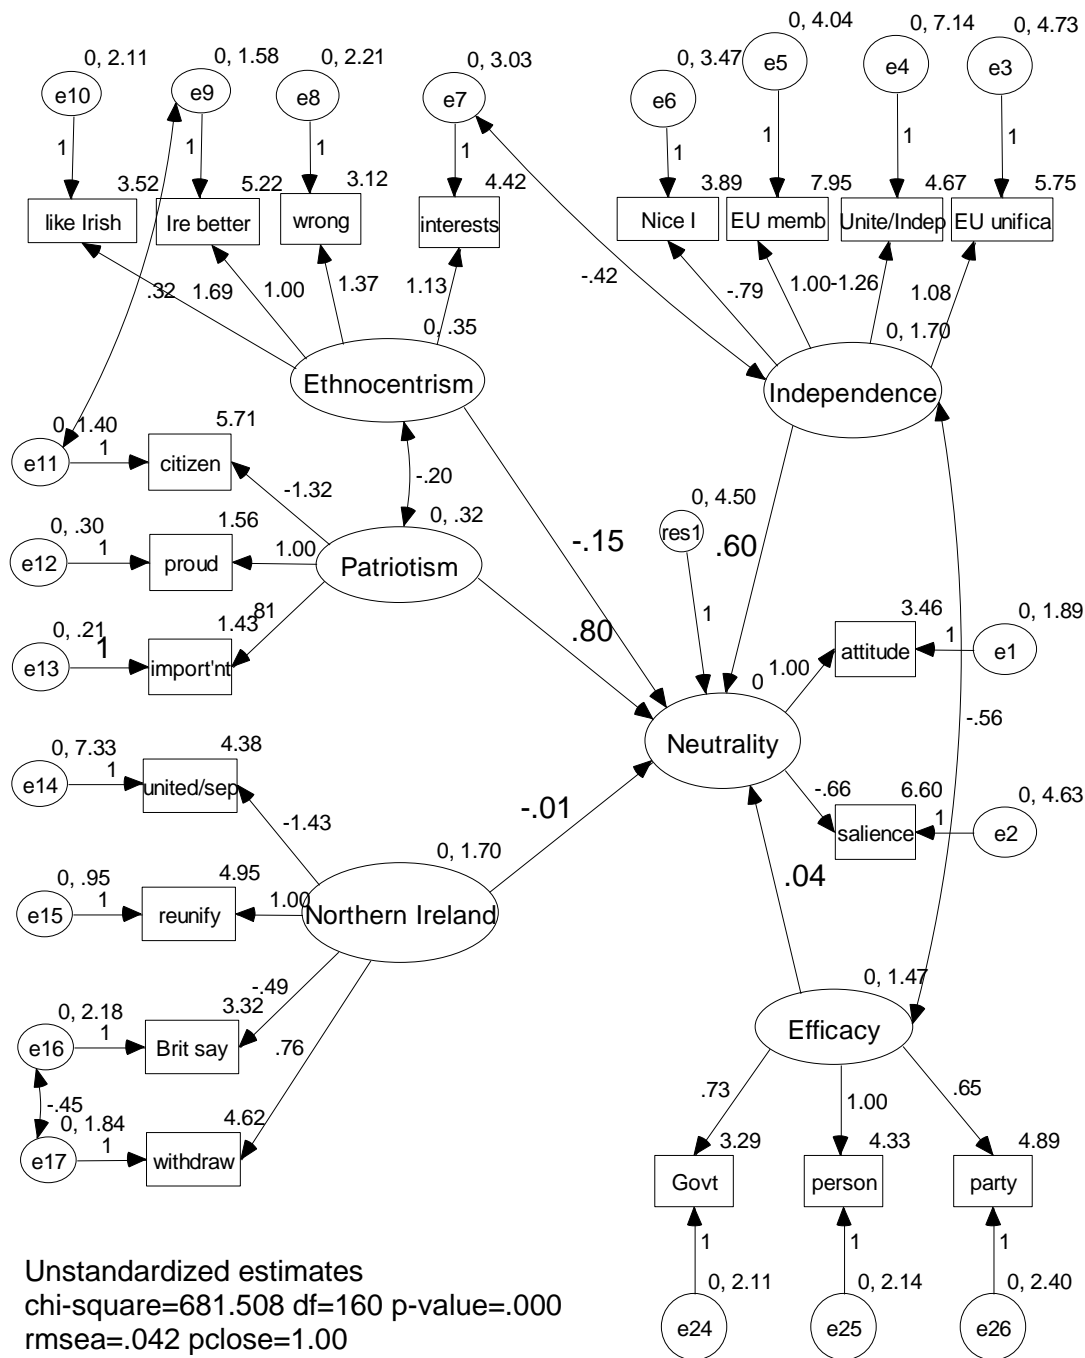 0, 2.11
0, 1.58
0, 2.21
0, 3.03
0, 3.47
0, 4.04
0, 7.14
0, 4.73
e10
e9
e8
e7
e6
e5
e4
e3
1
1
1
1
1
1
1
1
3.52
5.22
3.12
4.42
3.89
7.95
4.67
5.75
like Irish
Ire better
wrong
interests
Nice I
EU memb
Unite/Indep
EU unifica
.32
1.69
1.00
1.37
1.13
-.42
-.79
1.00
-1.26
1.08
0, .35
Ethnocentrism
0, 1.70
Independence
0, 1.40
e11
1
5.71
citizen
-1.32
-.20
0, .30
e12
1
1.56
proud
1.00
0, .32
Patriotism
0, .21
e13
1
1.43
import'nt
.81
-.15
.80
0, 4.50
res1
1
.60
0
Neutrality
1.00
3.46
attitude
1
0, 1.89
e1
-.66
6.60
salience
1
0, 4.63
e2
-.56
0, 7.33
e14
1
4.38
united/sep
-1.43
-.01
0, .95
e15
1
4.95
reunify
1.00
0, 1.70
Northern Ireland
0, 2.18
e16
1
3.32
Brit say
-.49
-.45
0, 1.84
e17
1
4.62
withdraw
.76
.04
0, 1.47
Efficacy
.73
1.00
.65
3.29
4.33
4.89
Govt
person
party
1
1
1
0, 2.11
0, 2.14
0, 2.40
e24
e25
e26
Unstandardized estimates
chi-square=681.508 df=160 p-value=.000
rmsea=.042 pclose=1.00